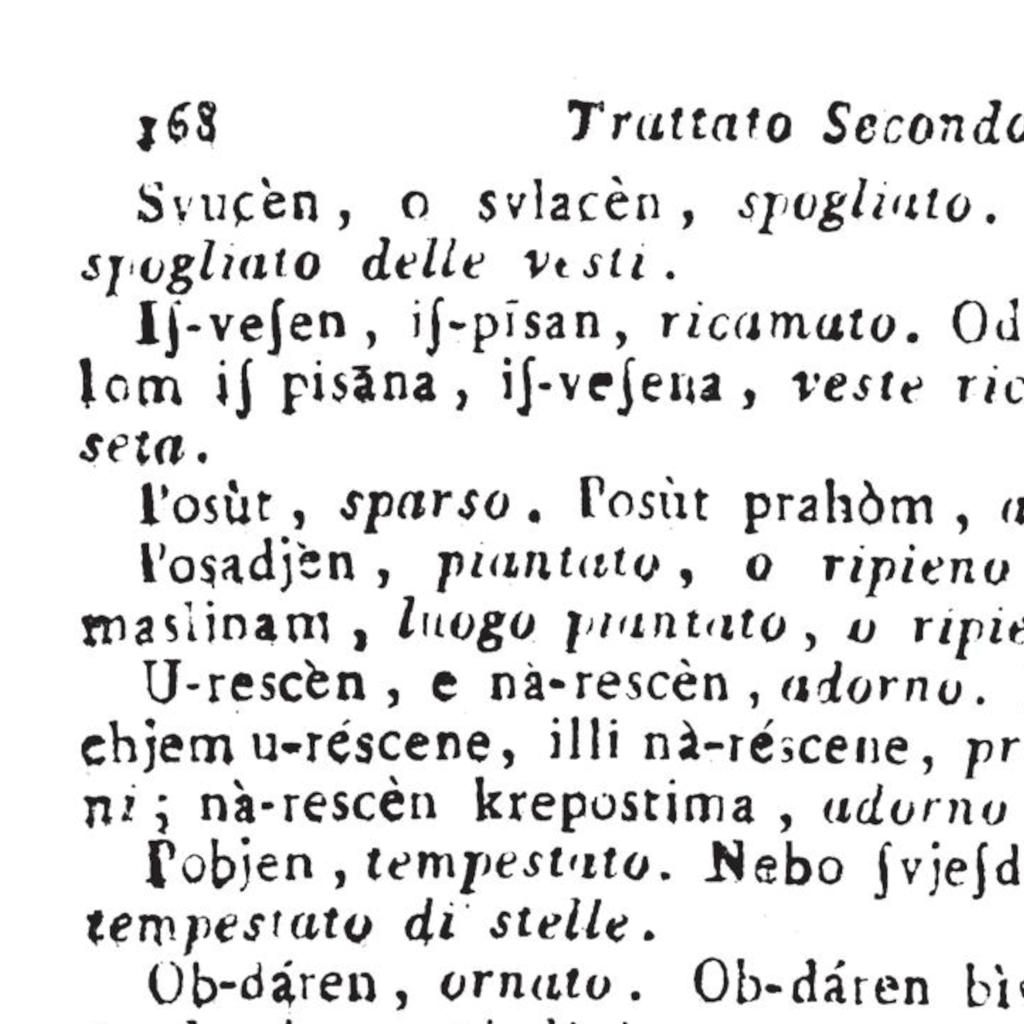 168 Trattato Secondo
Svuçèn, o svlacèn, spogliato.
spogliato delle vesti.
Iſ-veſen, iſ-pīsan, ricamato. Od
lom iſ pisāna, iſ-veſena, veste ric
seta.
Posùt, sparso. Posùt prahòm, a
Poşadjèn, piantato, o ripieno
maslinam, luogo piantato, o ripie
U-rescèn, e nà-rescèn, adorno.
chjem u-réscene, illi nà-réscene, pr
ni; nà-rescèn krepostima, adorno
Pobjen, tempestato. Nebo ſvjeſd
tempestato di stelle.
Ob-dáren, ornato. Ob-dáren bìs